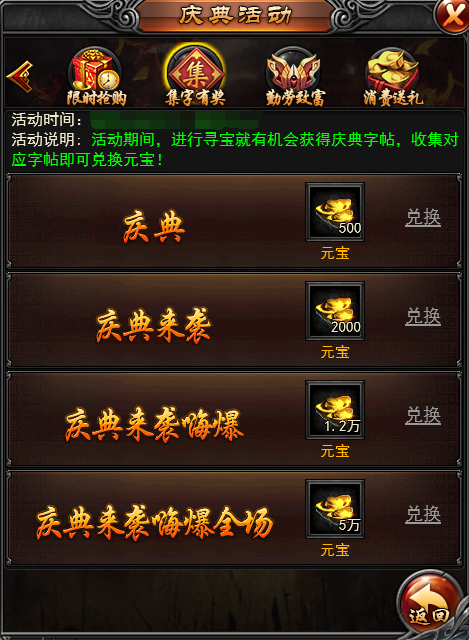 庆典活动
限时抢购
集
集字有奖
勤劳致富
消费送礼
活动时间：
活动说明：活动期间，进行寻宝就有机会获得庆典字帖，收集对
应字帖即可兑换元宝！
庆典
500
元宝
兑换
庆典来袭
2000
元宝
兑换
庆典来袭嗨爆
1.2万
元宝
兑换
庆典来袭嗨爆全场
5万
元宝
兑换
返回